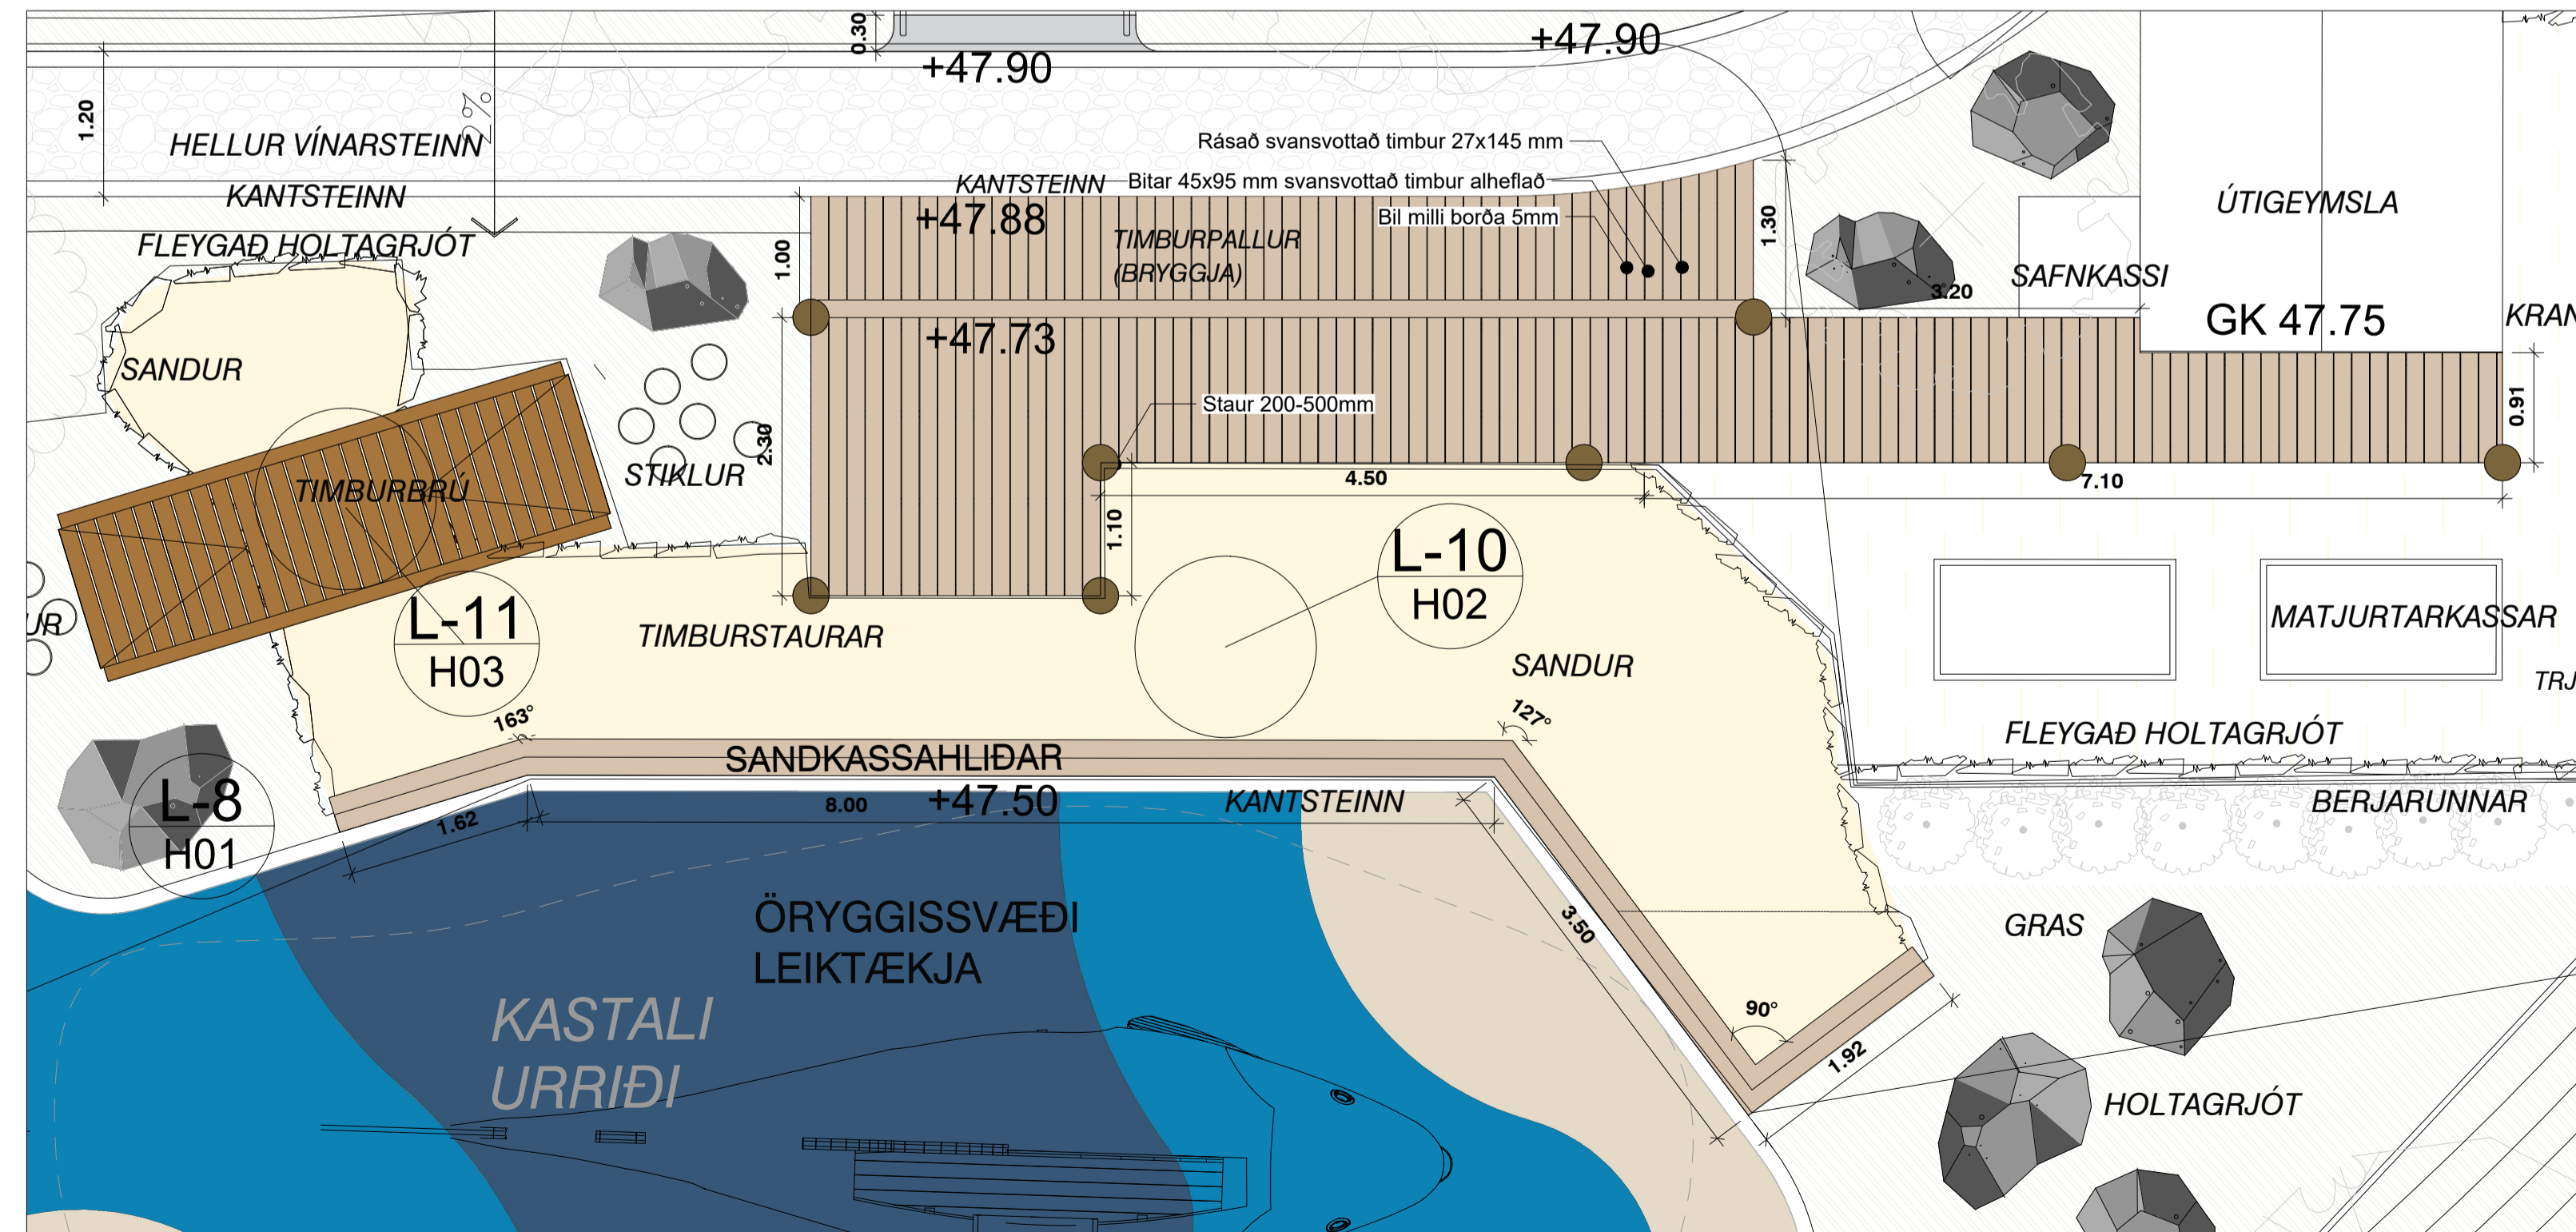 0.30
+47.90
+47.90
1.20
2%
HELLUR VÍNARSTEINN
Rásað svansvottað timbur 27x145 mm
KANTSTEINN
KANTSTEINN
Bitar 45x95 mm svansvottað timbur alheflað
+47.88
Bil milli borða 5mm
1.30
ÚTIGEYMSLA
FLEYGAÐ HOLTAGRJÓT
1.00
TIMBURPALLUR
(BRYGGJA)
SAFNKASSI
3.20
GK 47.75
+47.73
SANDUR
Staur 200-500mm
0.91
2.30
STIKLUR
TIMBURBRÚ
4.50
7.10
1.10
L-10
H02
L-11
H03
MATJURTARKASSAR
TIMBURSTAURAR
SANDUR
163°
127°
FLEYGAÐ HOLTAGRJÓT
SANDKASSAHLIÐAR
L-8
H01
1.62
8.00
+47.50
KANTSTEINN
BERJARUNNAR
ÖRYGGISSVÆÐI
LEIKTÆKJA
3.50
GRAS
KASTALI
URRIÐI
90°
1.92
HOLTAGRJÓT